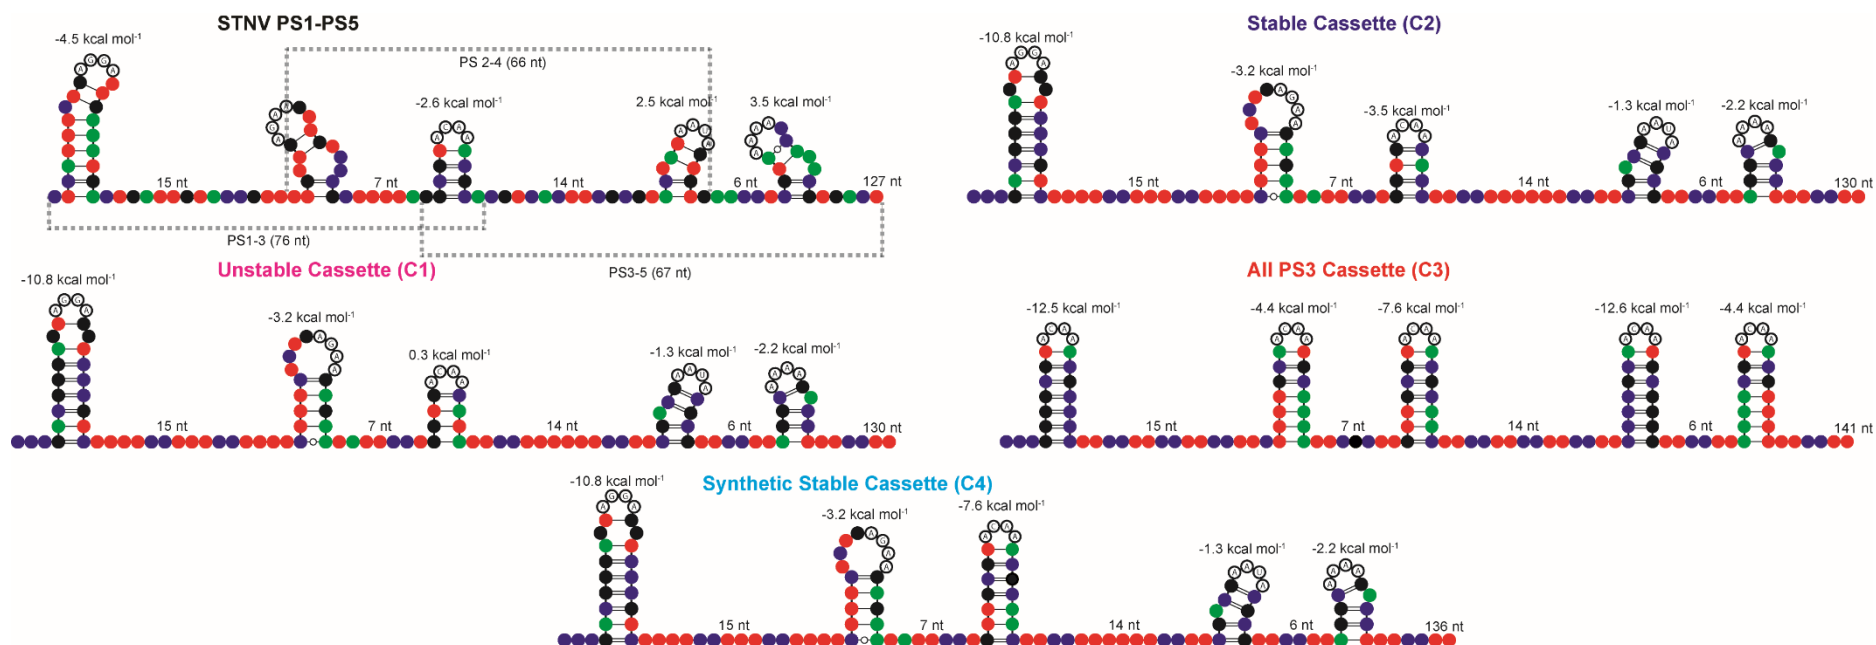 STNV PS1-PS5
-4.5 kcal mol⁻¹
A G G A
PS 2-4 (66 nt)
A A G A
-2.6 kcal mol⁻¹
A C A A
2.5 kcal mol⁻¹
A A U A
3.5 kcal mol⁻¹
A A A A
15 nt
7 nt
14 nt
6 nt
127 nt
PS1-3 (76 nt)
PS3-5 (67 nt)
Stable Cassette (C2)
-10.8 kcal mol⁻¹
A G G A
-3.2 kcal mol⁻¹
A G A A
-3.5 kcal mol⁻¹
A C A A
-1.3 kcal mol⁻¹
A A U A
-2.2 kcal mol⁻¹
A A A A
15 nt
7 nt
14 nt
6 nt
130 nt
Unstable Cassette (C1)
-10.8 kcal mol⁻¹
A G G A
-3.2 kcal mol⁻¹
A G A A
0.3 kcal mol⁻¹
A C A A
-1.3 kcal mol⁻¹
A A U A
-2.2 kcal mol⁻¹
A A A A
15 nt
7 nt
14 nt
6 nt
130 nt
All PS3 Cassette (C3)
-12.5 kcal mol⁻¹
A C A A
-4.4 kcal mol⁻¹
A C A A
-7.6 kcal mol⁻¹
A C A A
-12.6 kcal mol⁻¹
A C A A
-4.4 kcal mol⁻¹
A C A A
15 nt
7 nt
14 nt
6 nt
141 nt
Synthetic Stable Cassette (C4)
-10.8 kcal mol⁻¹
A G G A
-3.2 kcal mol⁻¹
A G A A
-7.6 kcal mol⁻¹
A C A A
-1.3 kcal mol⁻¹
A A U A
-2.2 kcal mol⁻¹
A A A A
15 nt
7 nt
14 nt
6 nt
136 nt